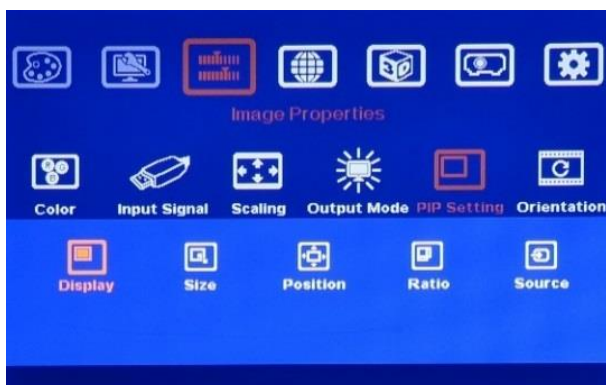 Image Properties
Color Input Signal Scaling Output Mode PIP Setting Orientation
Display Size Position Ratio Source